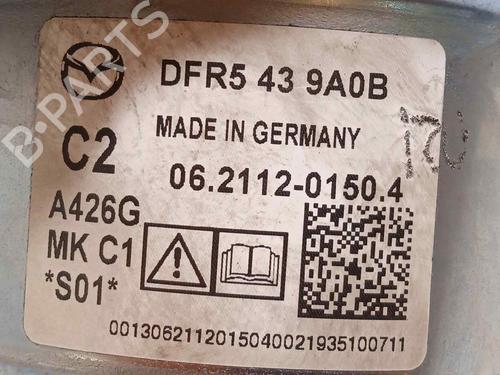 DFR5 43 9A0B
MADE IN GERMANY
C2
06.2112-0150.4
A426G
MK C1
*S01*
0013062112015040021935100711
B-PARTS